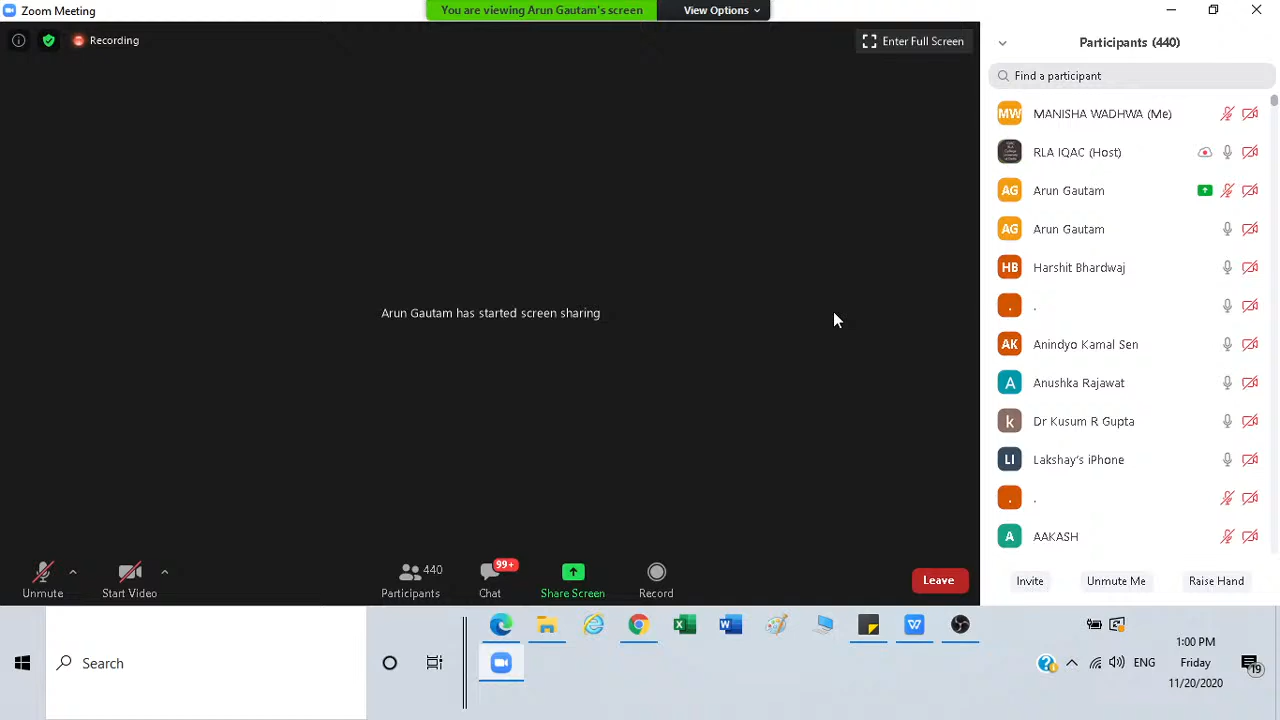 Zoom Meeting
You are viewing Arun Gautam's screen
View Options
Recording
Enter Full Screen
Arun Gautam has started screen sharing
Participants (440)
Find a participant
MW MANISHA WADHWA (Me)
RLA IQAC (Host)
AG Arun Gautam
AG Arun Gautam
HB Harshit Bhardwaj
. .
AK Anindyo Kamal Sen
A Anushka Rajawat
k Dr Kusum R Gupta
LI Lakshay's iPhone
. .
A AAKASH
Invite
Unmute Me
Raise Hand
Unmute
Start Video
440
Participants
99+
Chat
Share Screen
Record
Leave
Search
ENG
1:00 PM
Friday
11/20/2020
19